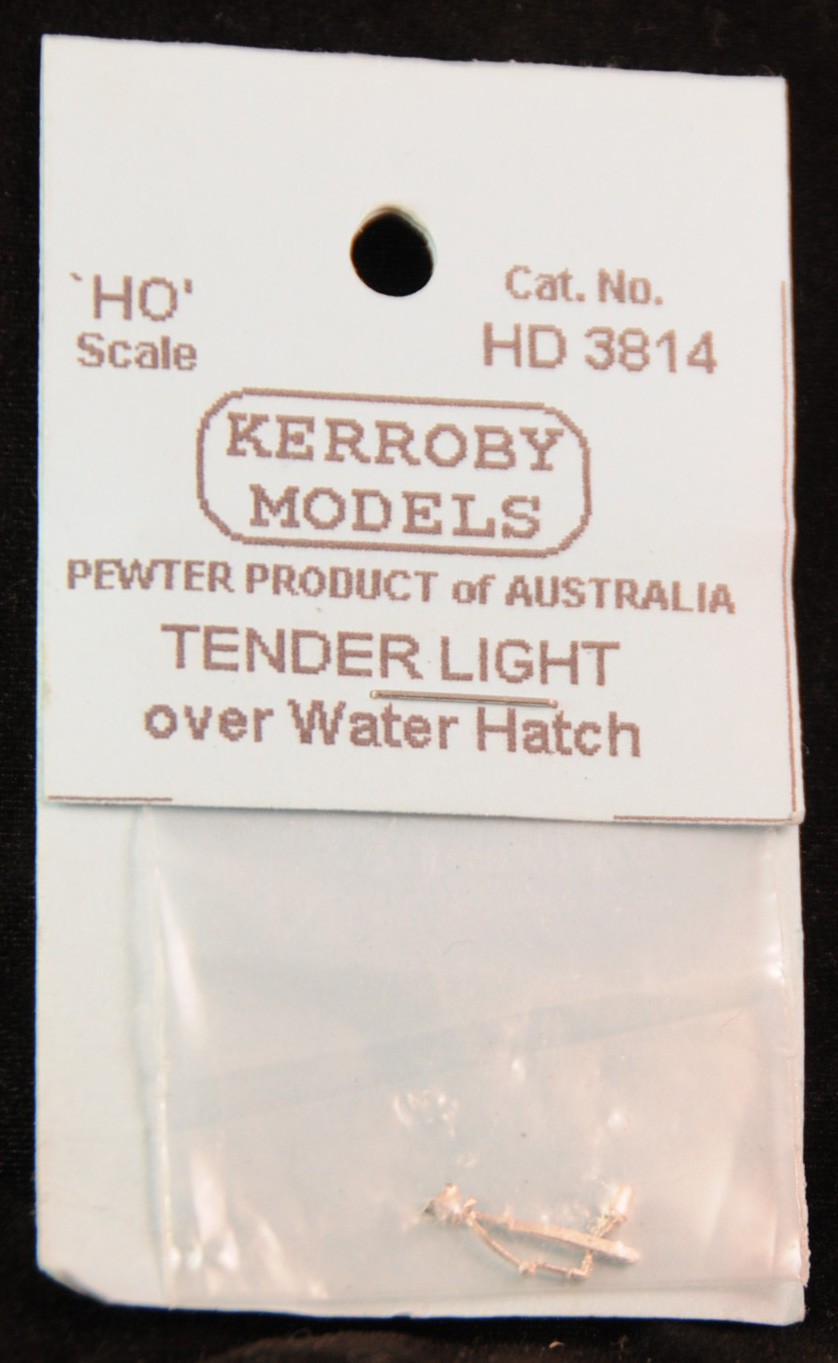 `HO'
Scale
Cat. No.
HD 3814
KERROBY
MODELS
PEWTER PRODUCT of AUSTRALIA
TENDER LIGHT
over Water Hatch